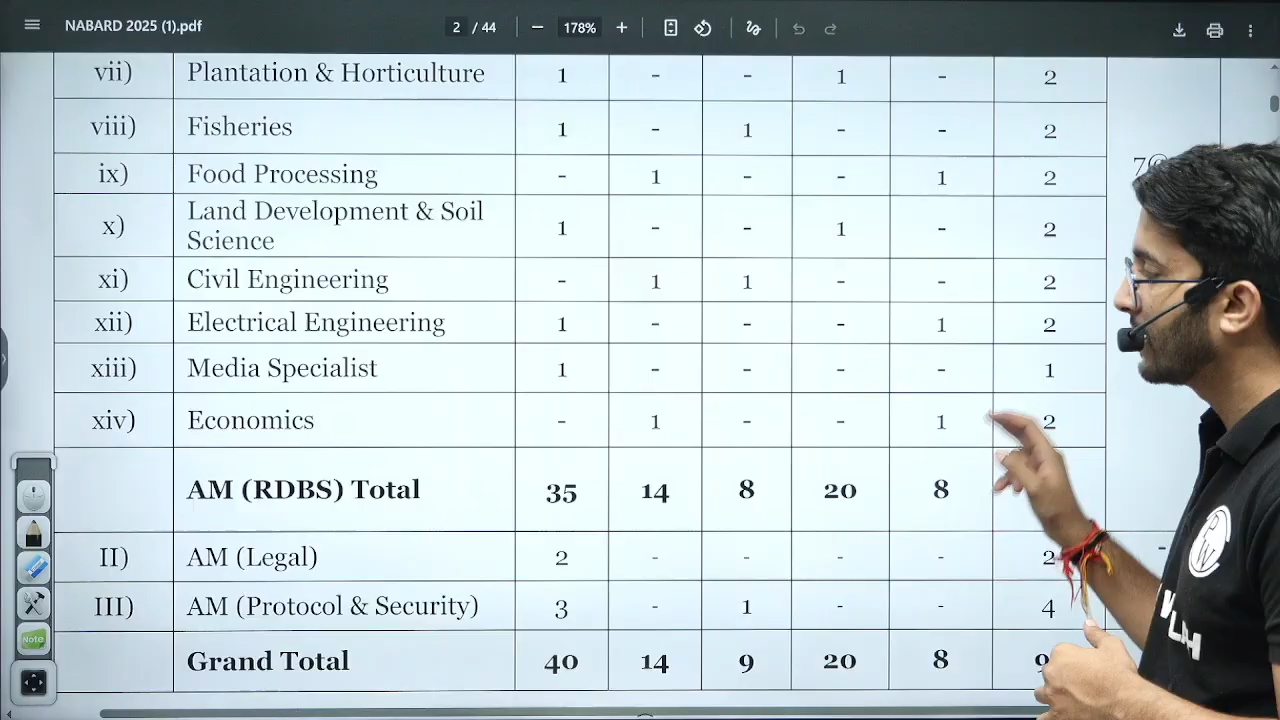 NABARD 2025 (1).pdf 2 / 44 178%
vii) Plantation & Horticulture 1 - - 1 - 2
viii) Fisheries 1 - 1 - - 2
ix) Food Processing - 1 - - 1 2
x) Land Development & Soil Science 1 - - 1 - 2
xi) Civil Engineering - 1 1 - - 2
xii) Electrical Engineering 1 - - - 1 2
xiii) Media Specialist 1 - - - - 1
xiv) Economics - 1 - - 1 2
AM (RDBS) Total 35 14 8 20 8
II) AM (Legal) 2 - - - - 2
III) AM (Protocol & Security) 3 - 1 - - 4
Grand Total 40 14 9 20 8
Note